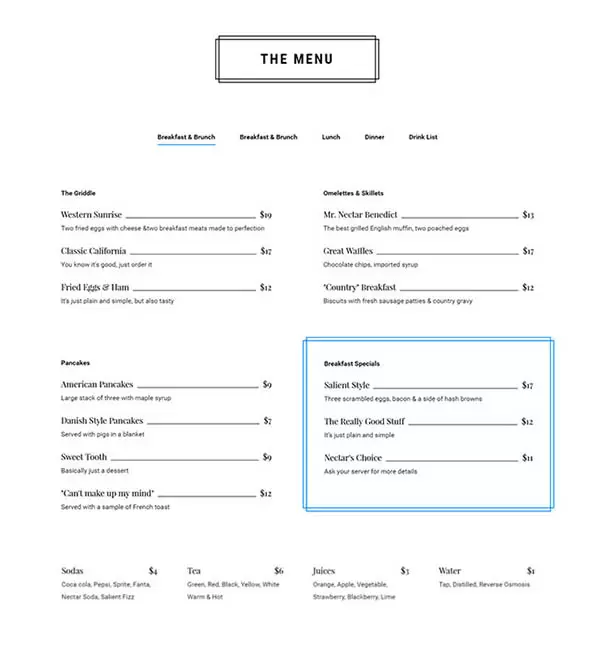 THE MENU
Breakfast & Brunch Breakfast & Brunch Lunch Dinner Drink List
The Griddle
Western Sunrise $19
Two fried eggs with cheese &two breakfast meats made to perfection
Classic California $17
You know it's good, just order it
Fried Eggs & Ham $12
It's just plain and simple, but also tasty
Omelettes & Skillets
Mr. Nectar Benedict $13
The best grilled English muffin, two poached eggs
Great Waffles $17
Chocolate chips, imported syrup
"Country" Breakfast $12
Biscuits with fresh sausage patties & country gravy
Pancakes
American Pancakes $9
Large stack of three with maple syrup
Danish Style Pancakes $7
Served with pigs in a blanket
Sweet Tooth $9
Basically just a dessert
"Can't make up my mind" $12
Served with a sample of French toast
Breakfast Specials
Salient Style $17
Three scrambled eggs, bacon & a side of hash browns
The Really Good Stuff $12
It's just plain and simple
Nectar's Choice $11
Ask your server for more details
Sodas $4
Coca cola, Pepsi, Sprite, Fanta,
Nectar Soda, Salient Fizz
Tea $6
Green, Red, Black, Yellow, White
Warm & Hot
Juices $3
Orange, Apple, Vegetable,
Strawberry, Blackberry, Lime
Water $1
Tap, Distilled, Reverse Osmosis